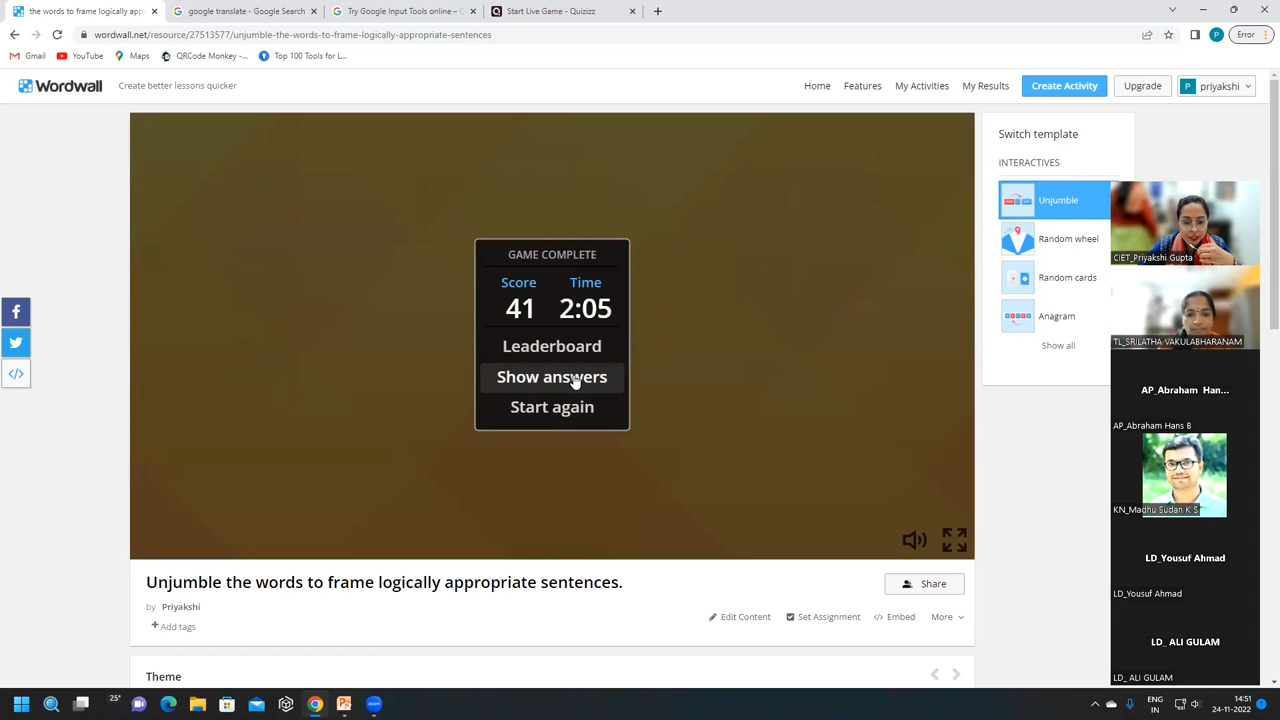 the words to frame logically app
google translate - Google Search
Try Google Input Tools online –
Start Live Game - Quizizz
wordwall.net/resource/27513577/unjumble-the-words-to-frame-logically-appropriate-sentences
P
Error
Gmail
YouTube
Maps
QRCode Monkey -...
Top 100 Tools for L...
Wordwall
Create better lessons quicker
Home
Features
My Activities
My Results
Create Activity
Upgrade
P
priyakshi
GAME COMPLETE
Score
Time
41
2:05
Leaderboard
Show answers
Start again
Switch template
INTERACTIVES
Unjumble
Random wheel
Random cards
Anagram
Show all
CIET_Priyakshi Gupta
TL_SRILATHA VAKULABHARANAM
AP_Abraham Han...
AP_Abraham Hans B
KN_Madhu Sudan K S
LD_Yousuf Ahmad
LD_Yousuf Ahmad
LD_ ALI GULAM
LD_ ALI GULAM
Unjumble the words to frame logically appropriate sentences.
Share
by Priyakshi
Add tags
Edit Content
Set Assignment
Embed
More
Theme
25°
ENG
IN
14:51
24-11-2022